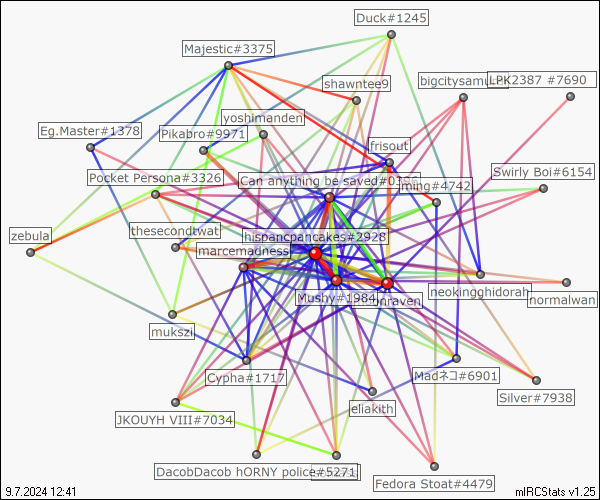 Duck#1245
Majestic#3375
shawntee9
LPK2387 #7690
yoshimanden
Eg.Master#1378
Pikabro#9971
frisout
Swirly Boi#6154
Pocket Persona#3326
Can anything be saved#0396
ming#4742
thesecondtwat
zebula
hispancpancakes#2928
marcemadness
neokingghidorah
normalwan
Mushy#1984
mukszi
Cypha#1717
Madネコ#6901
Silver#7938
eliakith
JKOUYH VIII#7034
DacobDacob hORNY police#5271
Fedora Stoat#4479
9.7.2024 12:41
mIRCStats v1.25